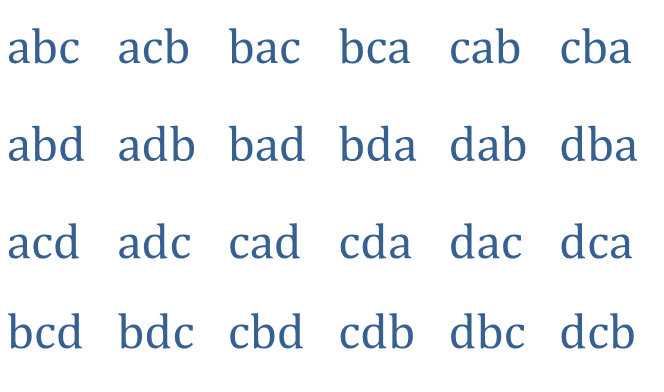 abc acb bac bca cab cba
abd adb bad bda dab dba
acd adc cad cda dac dca
bcd bdc cbd cdb dbc dcb